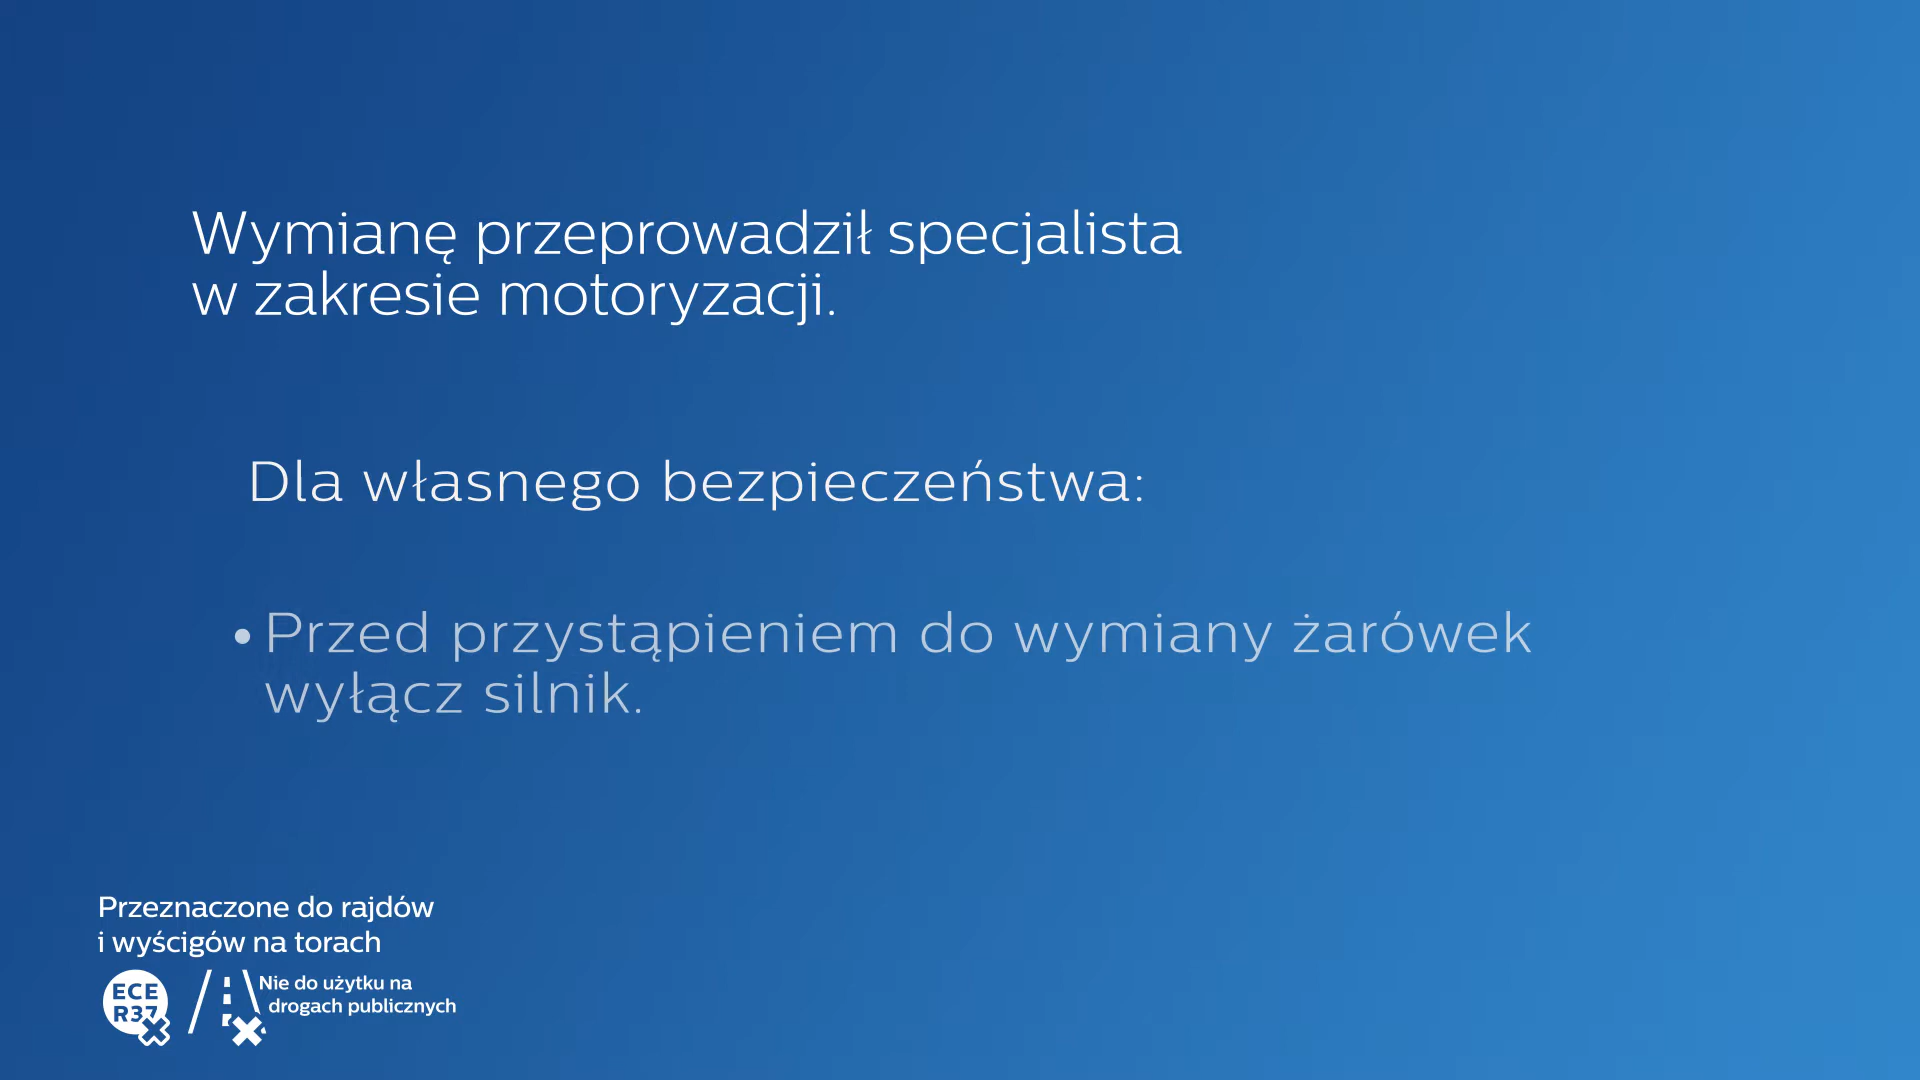 Wymianę przeprowadził specjalista
w zakresie motoryzacji.
Dla własnego bezpieczeństwa:
• Przed przystąpieniem do wymiany żarówek
wyłącz silnik.
Przeznaczone do rajdów
i wyścigów na torach
ECE
R37
Nie do użytku na
drogach publicznych